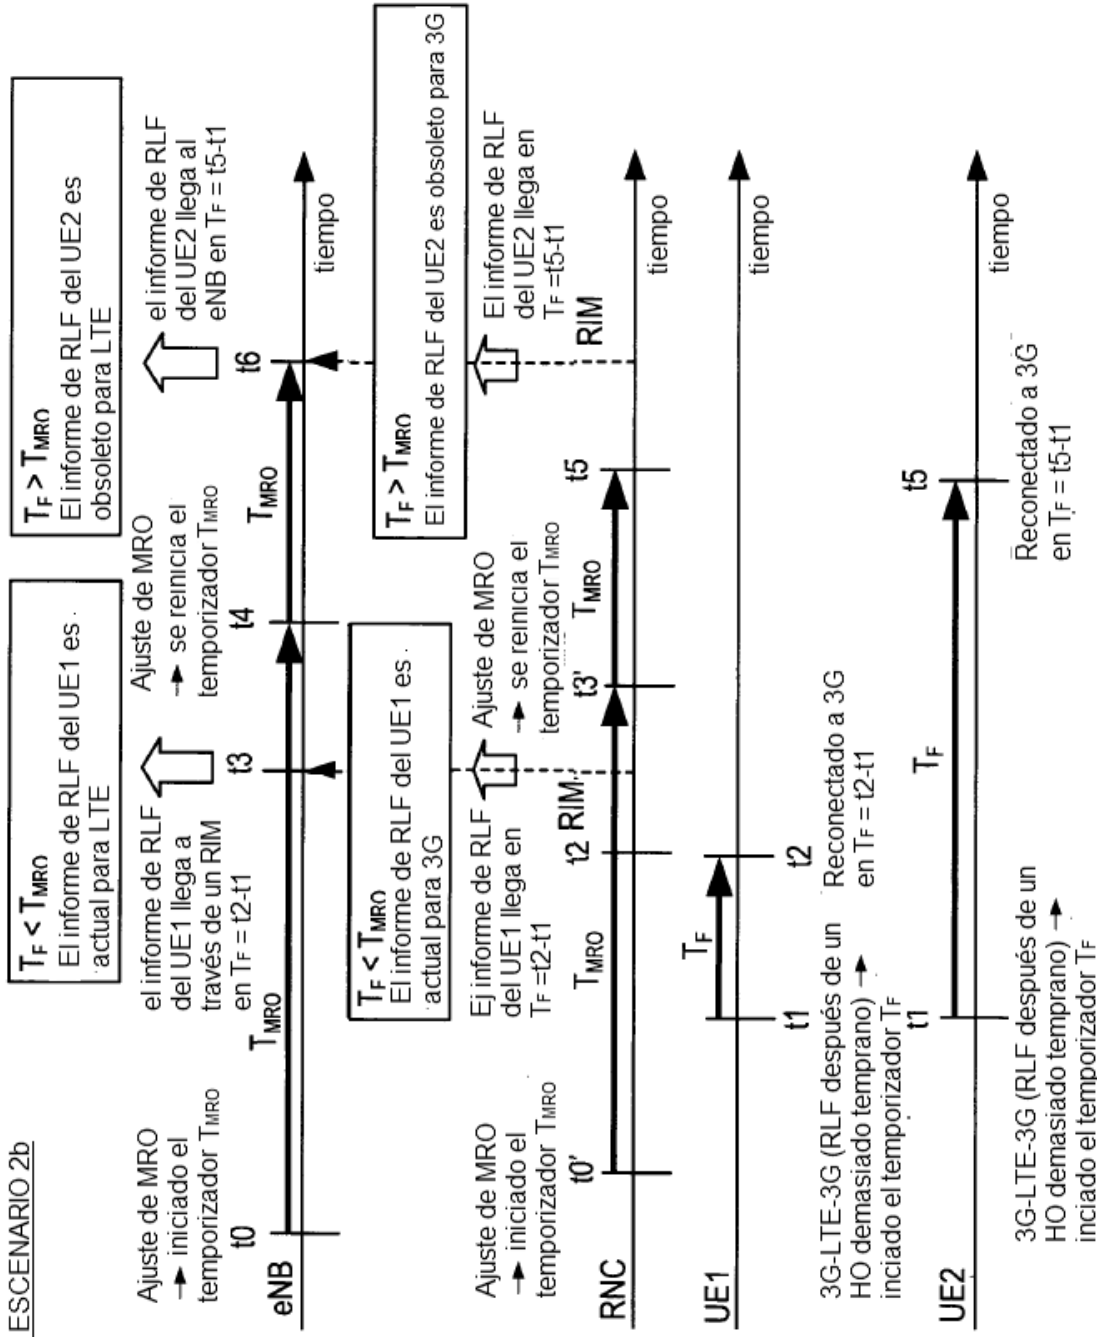 ESCENARIO 2b
TF < TMRO
El informe de RLF del UE1 es
actual para LTE
TF > TMRO
El informe de RLF del UE2 es
obsoleto para LTE
Ajuste de MRO
→ iniciado el
temporizador TMRO
el informe de RLF
del UE1 llega a
través de un RIM
en TF = t2-t1
Ajuste de MRO
→ se reinicia el
temporizador TMRO
el informe de RLF
del UE2 llega al
eNB en TF = t5-t1
eNB
t0
TMRO
t3
t4
TMRO
t6
tiempo
TF < TMRO
El informe de RLF del UE1 es
actual para 3G
TF > TMRO
El informe de RLF del UE2 es obsoleto para 3G
Ajuste de MRO
→ iniciado el
temporizador TMRO
Ej informe de RLF
del UE1 llega en
TF =t2-t1
Ajuste de MRO
→ se reinicia el
temporizador TMRO
El informe de RLF
del UE2 llega en
TF =t5-t1
RNC
t0'
TMRO
t2
RIM
t3'
TMRO
t5
RIM
tiempo
UE1
t1
TF
t2
tiempo
3G-LTE-3G (RLF después de un
HO demasiado temprano) →
inciado el temporizador TF
Reconectado a 3G
en TF = t2-t1
UE2
t1
TF
t5
tiempo
3G-LTE-3G (RLF después de un
HO demasiado temprano) →
inciado el temporizador TF
Reconectado a 3G
en TF = t5-t1